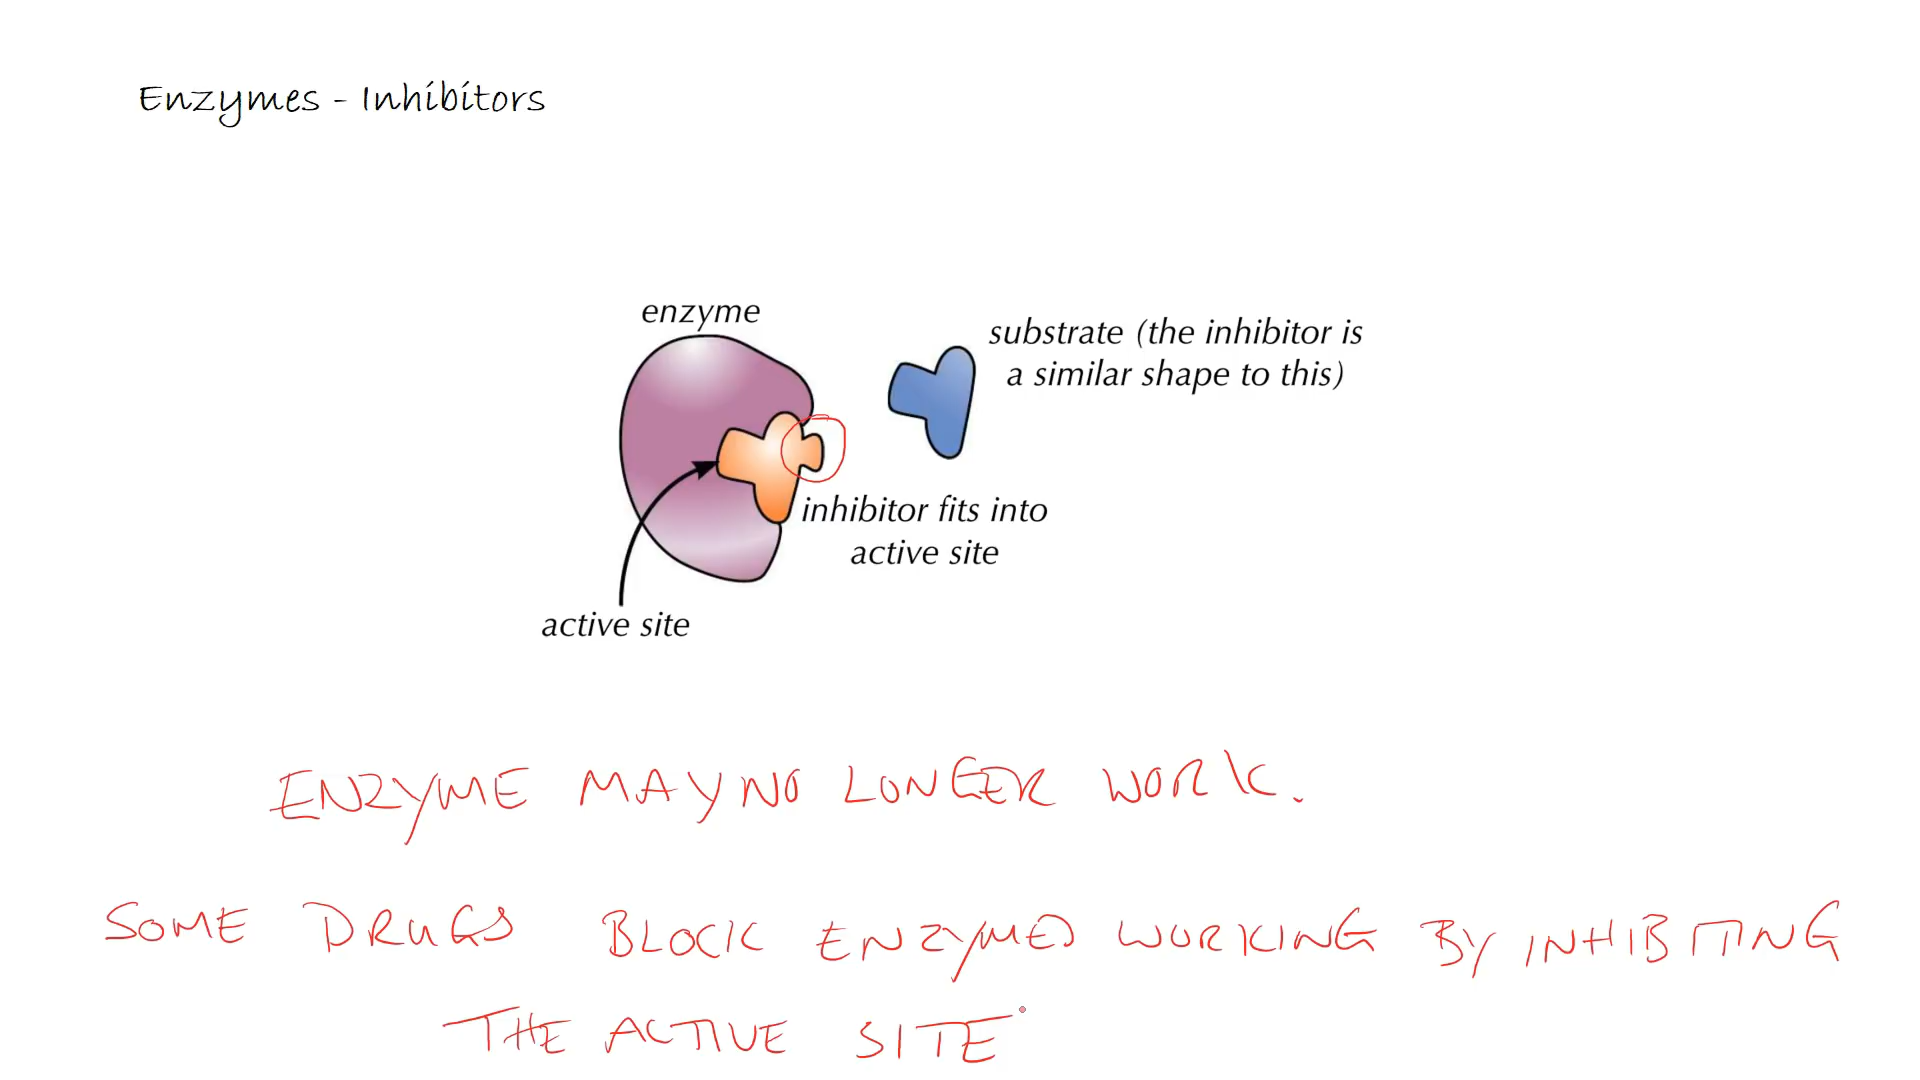 Enzymes - Inhibitors
enzyme
substrate (the inhibitor is
a similar shape to this)
inhibitor fits into
active site
active site
ENZYME MAY NO LONGER WORK.
SOME DRUGS BLOCK ENZYMES WORKING BY INHIBITING
THE ACTIVE SITE